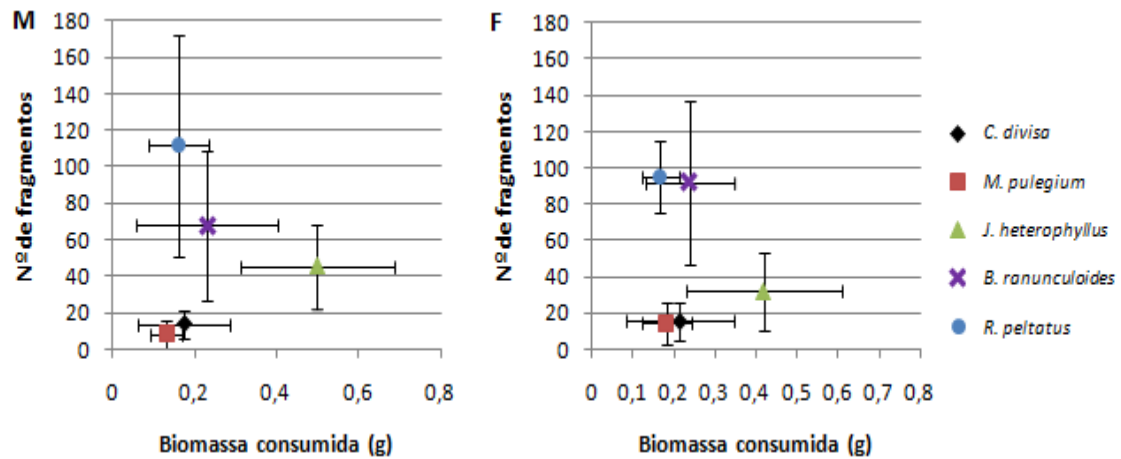 M
Nº de fragmentos
180
160
140
120
100
80
60
40
20
0
0 0,2 0,4 0,6 0,8
Biomassa consumida (g)
F
Nº de fragmentos
180
160
140
120
100
80
60
40
20
0
0 0,1 0,2 0,3 0,4 0,5 0,6 0,7 0,8
Biomassa consumida (g)
C. divisa
M. pulegium
J. heterophyllus
B. ranunculoides
R. peltatus